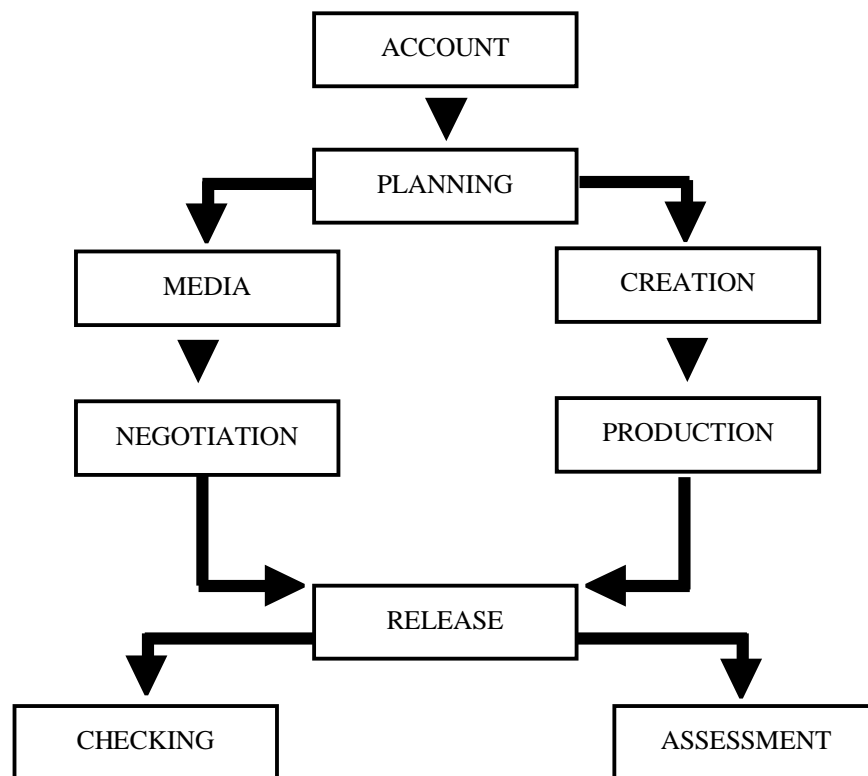 ACCOUNT
PLANNING
MEDIA
CREATION
NEGOTIATION
PRODUCTION
RELEASE
CHECKING
ASSESSMENT